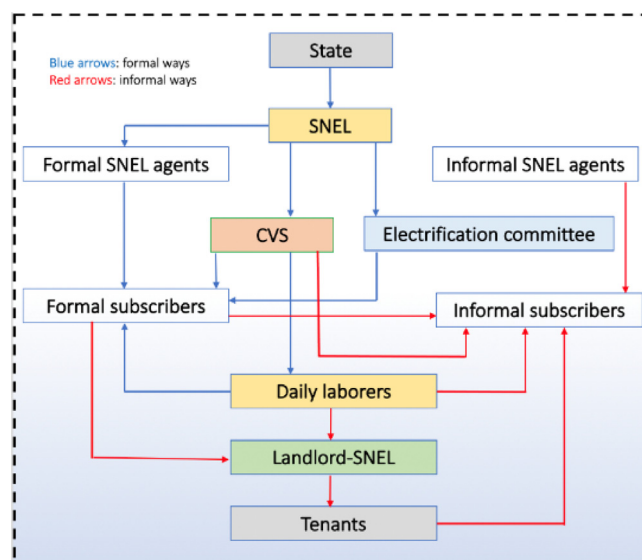 State
Blue arrows: formal ways
Red arrows: informal ways
SNEL
Formal SNEL agents
Informal SNEL agents
CVS
Electrification committee
Formal subscribers
Informal subscribers
Daily laborers
Landlord-SNEL
Tenants